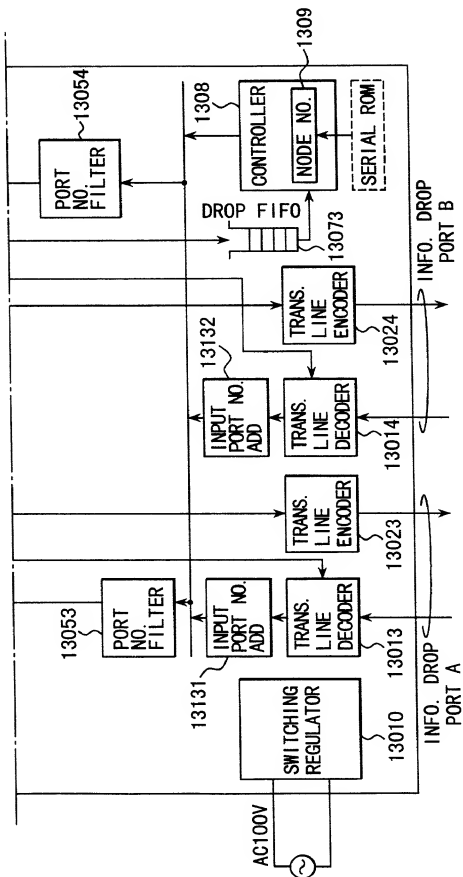 AC100V
SWITCHING
REGULATOR
13010
INFO. DROP
PORT A
13053
PORT
NO.
FILTER
13131
INPUT
PORT NO.
ADD
TRANS.
LINE
DECODER
13013
TRANS.
LINE
ENCODER
13023
13132
INPUT
PORT NO.
ADD
TRANS.
LINE
DECODER
13014
TRANS.
LINE
ENCODER
13024
INFO. DROP
PORT B
13054
PORT
NO.
FILTER
DROP FIFO
13073
1308
1309
CONTROLLER
NODE NO.
SERIAL ROM